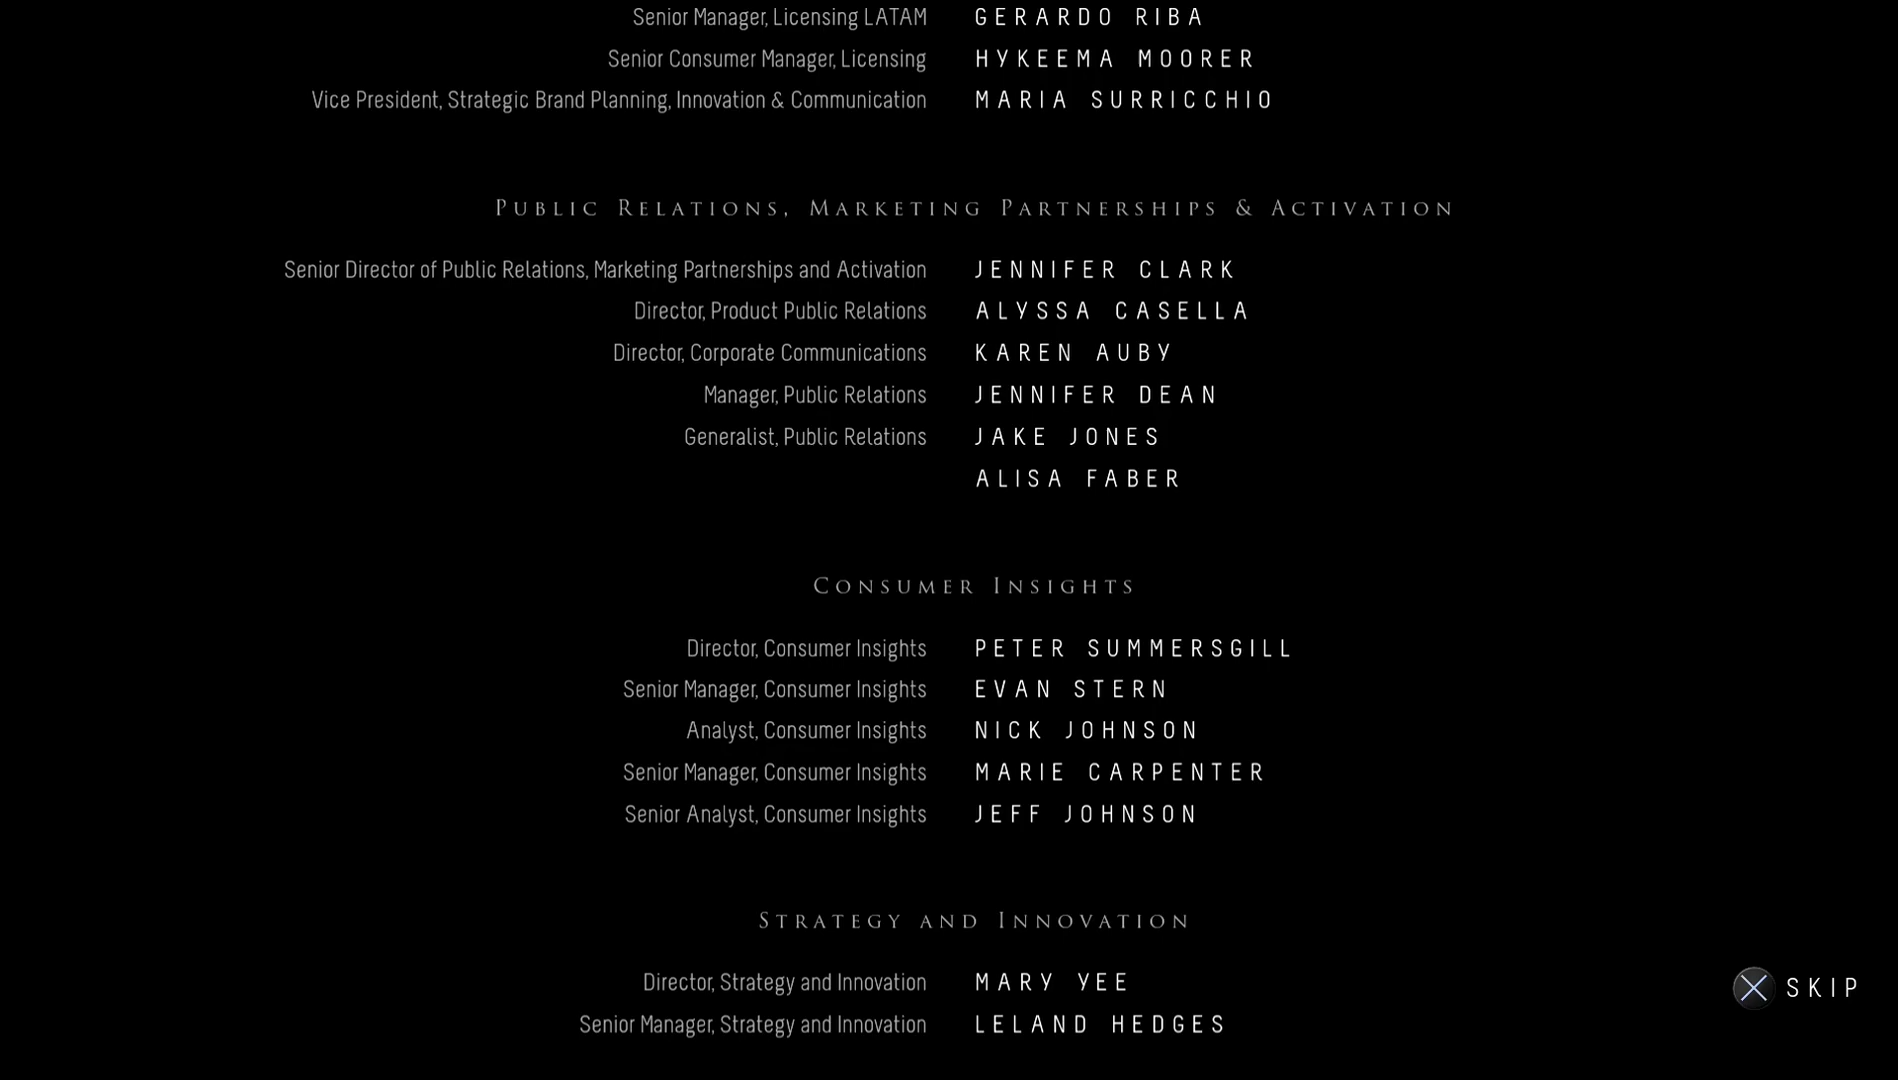 Senior Manager, Licensing LATAM GERARDO RIBA
Senior Consumer Manager, Licensing HYKEEMA MOORER
Vice President, Strategic Brand Planning, Innovation & Communication MARIA SURRICCHIO
PUBLIC RELATIONS, MARKETING PARTNERSHIPS & ACTIVATION
Senior Director of Public Relations, Marketing Partnerships and Activation JENNIFER CLARK
Director, Product Public Relations ALYSSA CASELLA
Director, Corporate Communications KAREN AUBY
Manager, Public Relations JENNIFER DEAN
Generalist, Public Relations JAKE JONES
ALISA FABER
CONSUMER INSIGHTS
Director, Consumer Insights PETER SUMMERSGILL
Senior Manager, Consumer Insights EVAN STERN
Analyst, Consumer Insights NICK JOHNSON
Senior Manager, Consumer Insights MARIE CARPENTER
Senior Analyst, Consumer Insights JEFF JOHNSON
STRATEGY AND INNOVATION
Director, Strategy and Innovation MARY YEE
SKIP
Senior Manager, Strategy and Innovation LELAND HEDGES